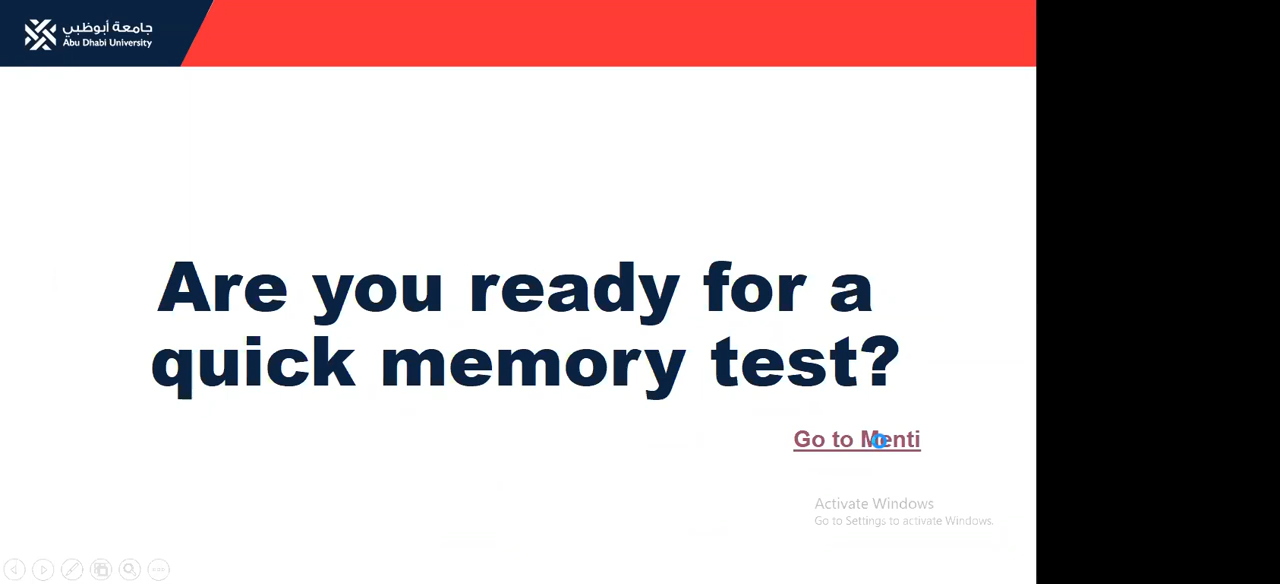 جامعة أبوظبي
Abu Dhabi University
Are you ready for a
quick memory test?
Go to Menti
Activate Windows
Go to Settings to activate Windows.